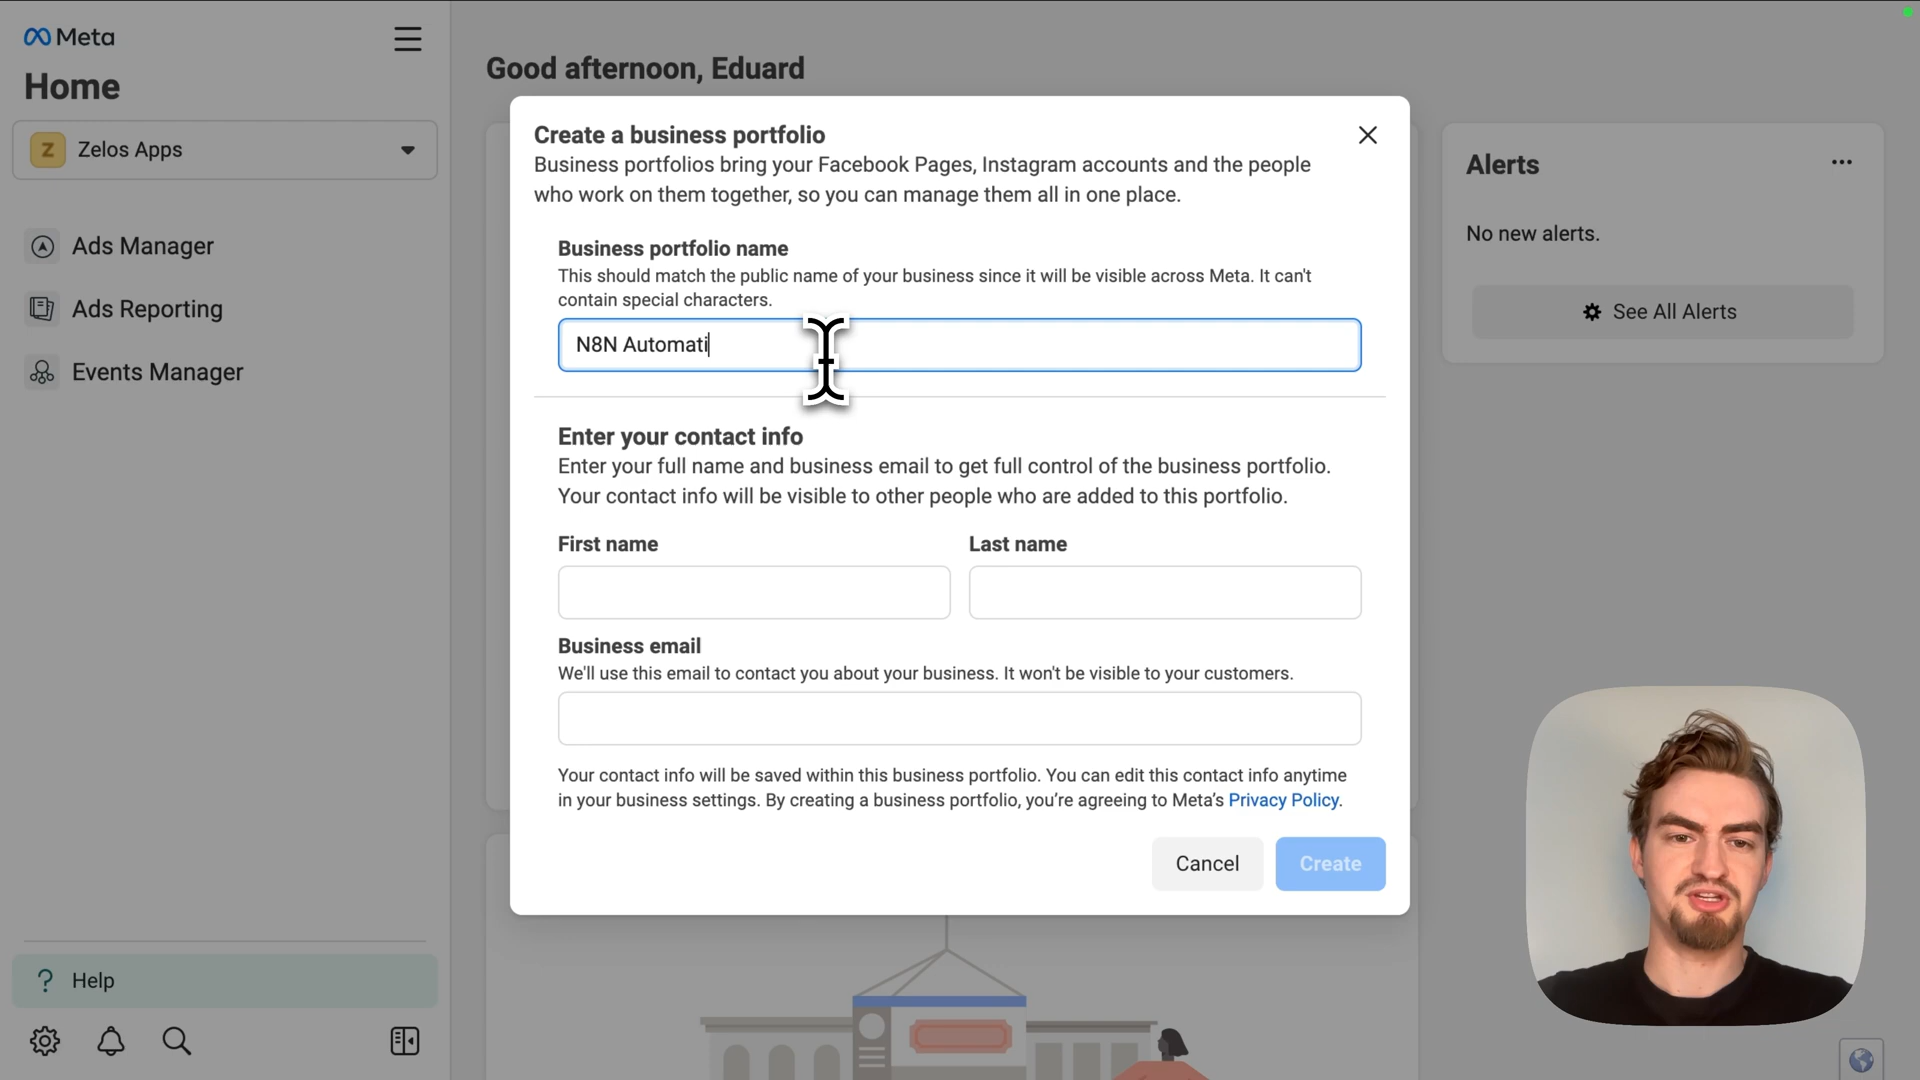 Meta
Home
Z
Zelos Apps
Ads Manager
Ads Reporting
Events Manager
? Help
Good afternoon, Eduard
Create a business portfolio
Business portfolios bring your Facebook Pages, Instagram accounts and the people
who work on them together, so you can manage them all in one place.
Business portfolio name
This should match the public name of your business since it will be visible across Meta. It can't
contain special characters.
N8N Automati
Enter your contact info
Enter your full name and business email to get full control of the business portfolio.
Your contact info will be visible to other people who are added to this portfolio.
First name
Last name
Business email
We'll use this email to contact you about your business. It won't be visible to your customers.
Your contact info will be saved within this business portfolio. You can edit this contact info anytime
in your business settings. By creating a business portfolio, you’re agreeing to Meta’s Privacy Policy.
Cancel
Create
Alerts
No new alerts.
See All Alerts